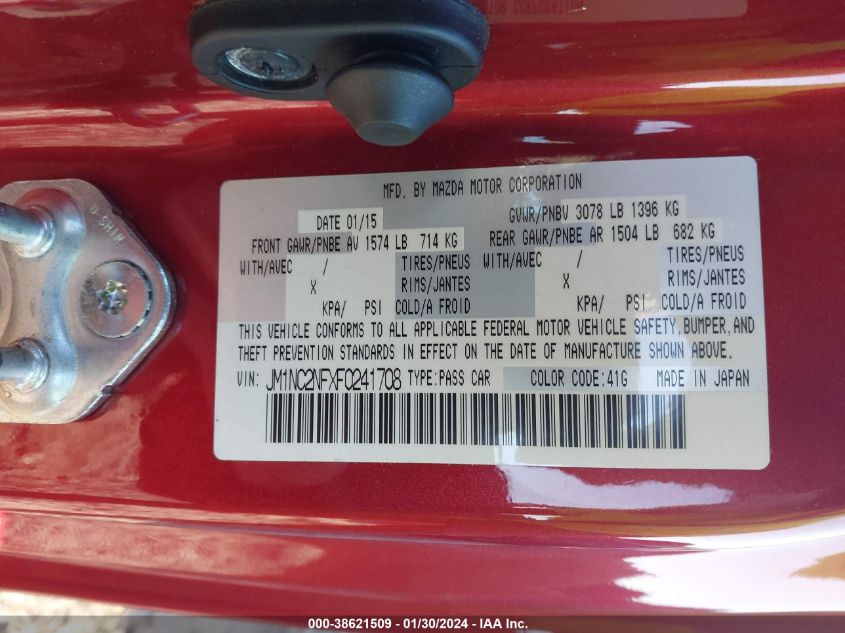 U-SHIN
MFD. BY MAZDA MOTOR CORPORATION
DATE 01/15 GVWR/PNBV 3078 LB 1396 KG
FRONT GAWR/PNBE AV 1574 LB 714 KG REAR GAWR/PNBE AR 1504 LB 682 KG
WITH/AVEC / TIRES/PNEUS WITH/AVEC / TIRES/PNEUS
X RIMS/JANTES X RIMS/JANTES
KPA/ PSI COLD/A FROID KPA/ PSI COLD/A FROID
THIS VEHICLE CONFORMS TO ALL APPLICABLE FEDERAL MOTOR VEHICLE SAFETY, BUMPER, AND
THEFT PREVENTION STANDARDS IN EFFECT ON THE DATE OF MANUFACTURE SHOWN ABOVE.
VIN: JM1NC2NFXF0241708 TYPE:PASS CAR COLOR CODE:41G MADE IN JAPAN
000-38621509 - 01/30/2024 - IAA Inc.